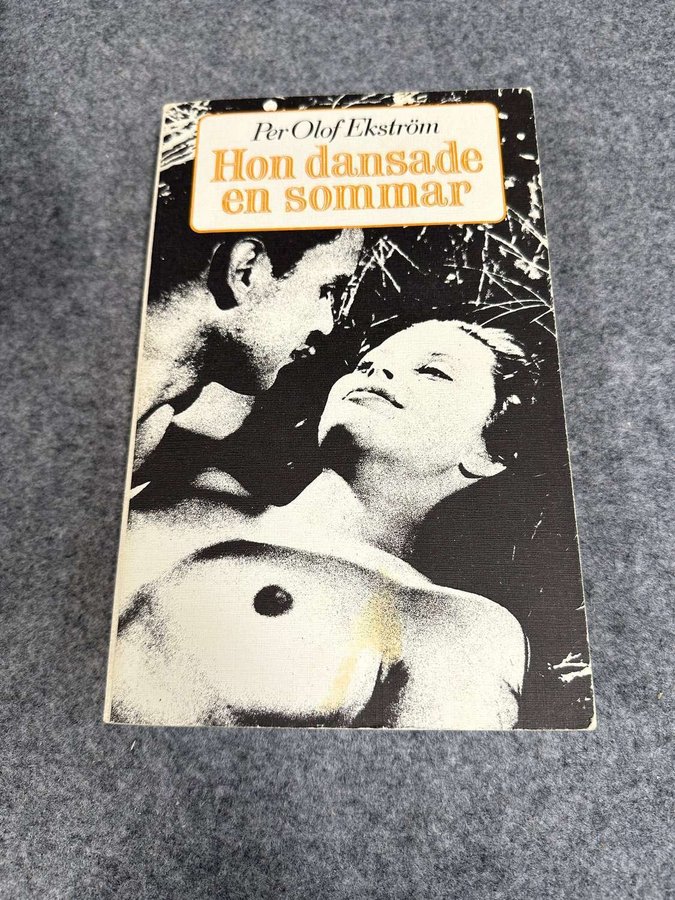 Per Olof Ekström
Hon dansade
en sommar